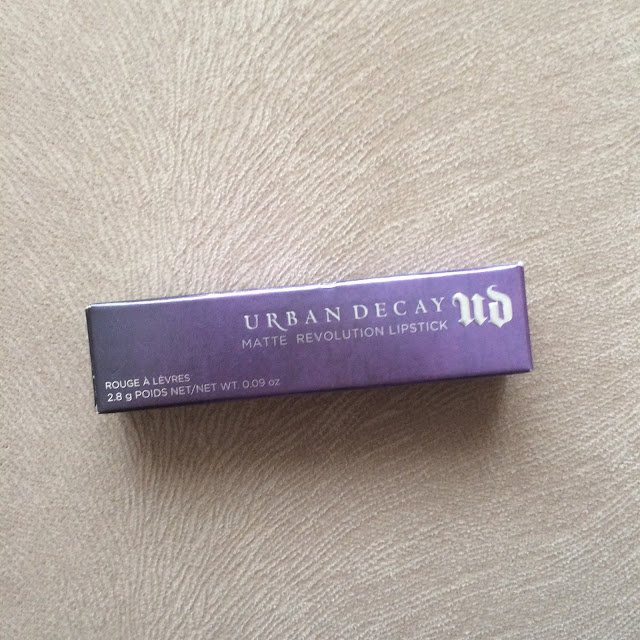 URBAN DECAY ud
MATTE REVOLUTION LIPSTICK
ROUGE À LÈVRES
2.8 g POIDS NET/NET WT. 0.09 oz